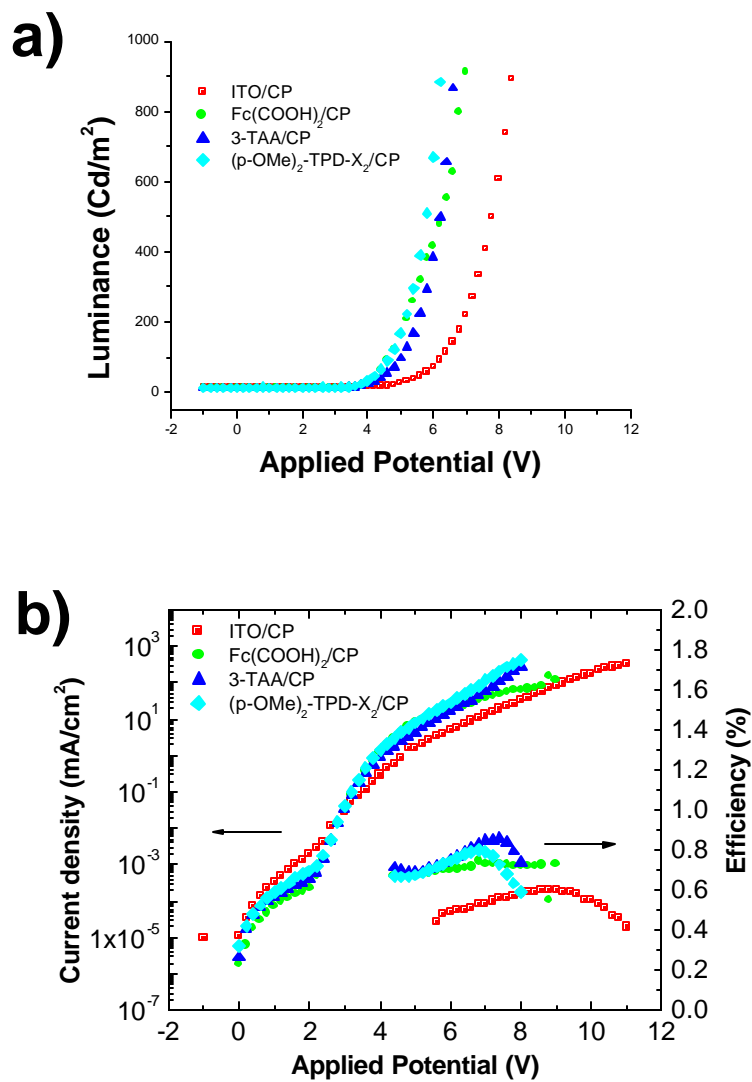 a)
1000
800
600
400
200
0
Luminance (Cd/m²)
ITO/CP
Fc(COOH)₂/CP
3-TAA/CP
(p-OMe)₂-TPD-X₂/CP
-2 0 2 4 6 8 10 12
Applied Potential (V)
b)
10³
10¹
10⁻¹
10⁻³
1x10⁻⁵
10⁻⁷
Current density (mA/cm²)
ITO/CP
Fc(COOH)₂/CP
3-TAA/CP
(p-OMe)₂-TPD-X₂/CP
2.0
1.8
1.6
1.4
1.2
1.0
0.8
0.6
0.4
0.2
0.0
Efficiency (%)
-2 0 2 4 6 8 10 12
Applied Potential (V)